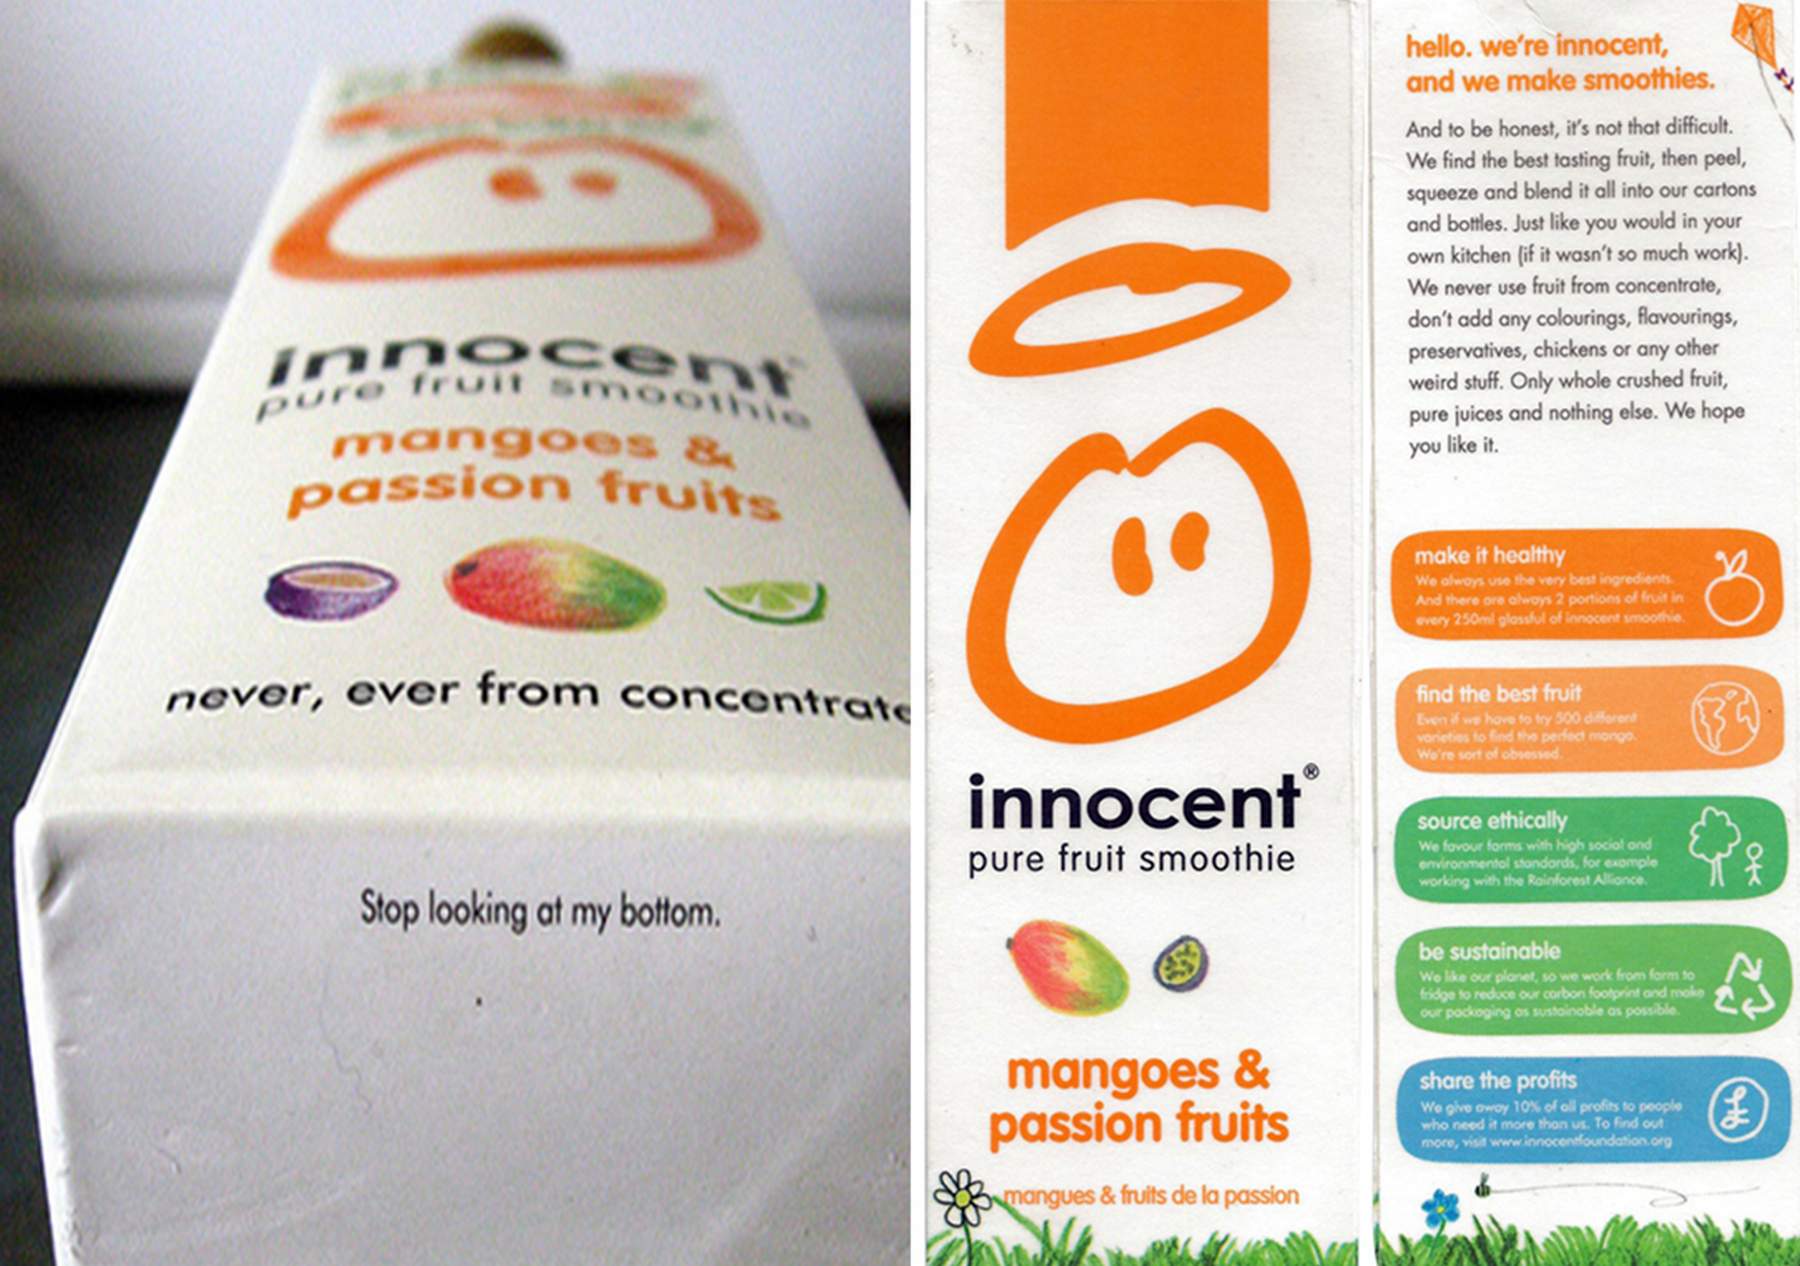 innocent
pure fruit smoothie
mangoes &
passion fruits
never, ever from concentrate
Stop looking at my bottom.
innocent®
pure fruit smoothie
mangoes &
passion fruits
mangues & fruits de la passion
hello. we're innocent,
and we make smoothies.
And to be honest, it's not that difficult.
We find the best tasting fruit, then peel,
squeeze and blend it all into our cartons
and bottles. Just like you would in your
own kitchen (if it wasn't so much work).
We never use fruit from concentrate,
don't add any colourings, flavourings,
preservatives, chickens or any other
weird stuff. Only whole crushed fruit,
pure juices and nothing else. We hope
you like it.
make it healthy
We always use the very best ingredients.
And there are always 2 portions of fruit in
every 250ml glassful of innocent smoothie.
find the best fruit
Even if we have to try 500 different
varieties to find the perfect mango.
We're sort of obsessed.
source ethically
We favour farms with high social and
environmental standards, for example
working with the Rainforest Alliance.
be sustainable
We like our planet, so we work from farm to
fridge to reduce our carbon footprint and make
our packaging as sustainable as possible.
share the profits
We give away 10% of all profits to people
who need it more than us. To find out
more, visit www.innocentfoundation.org